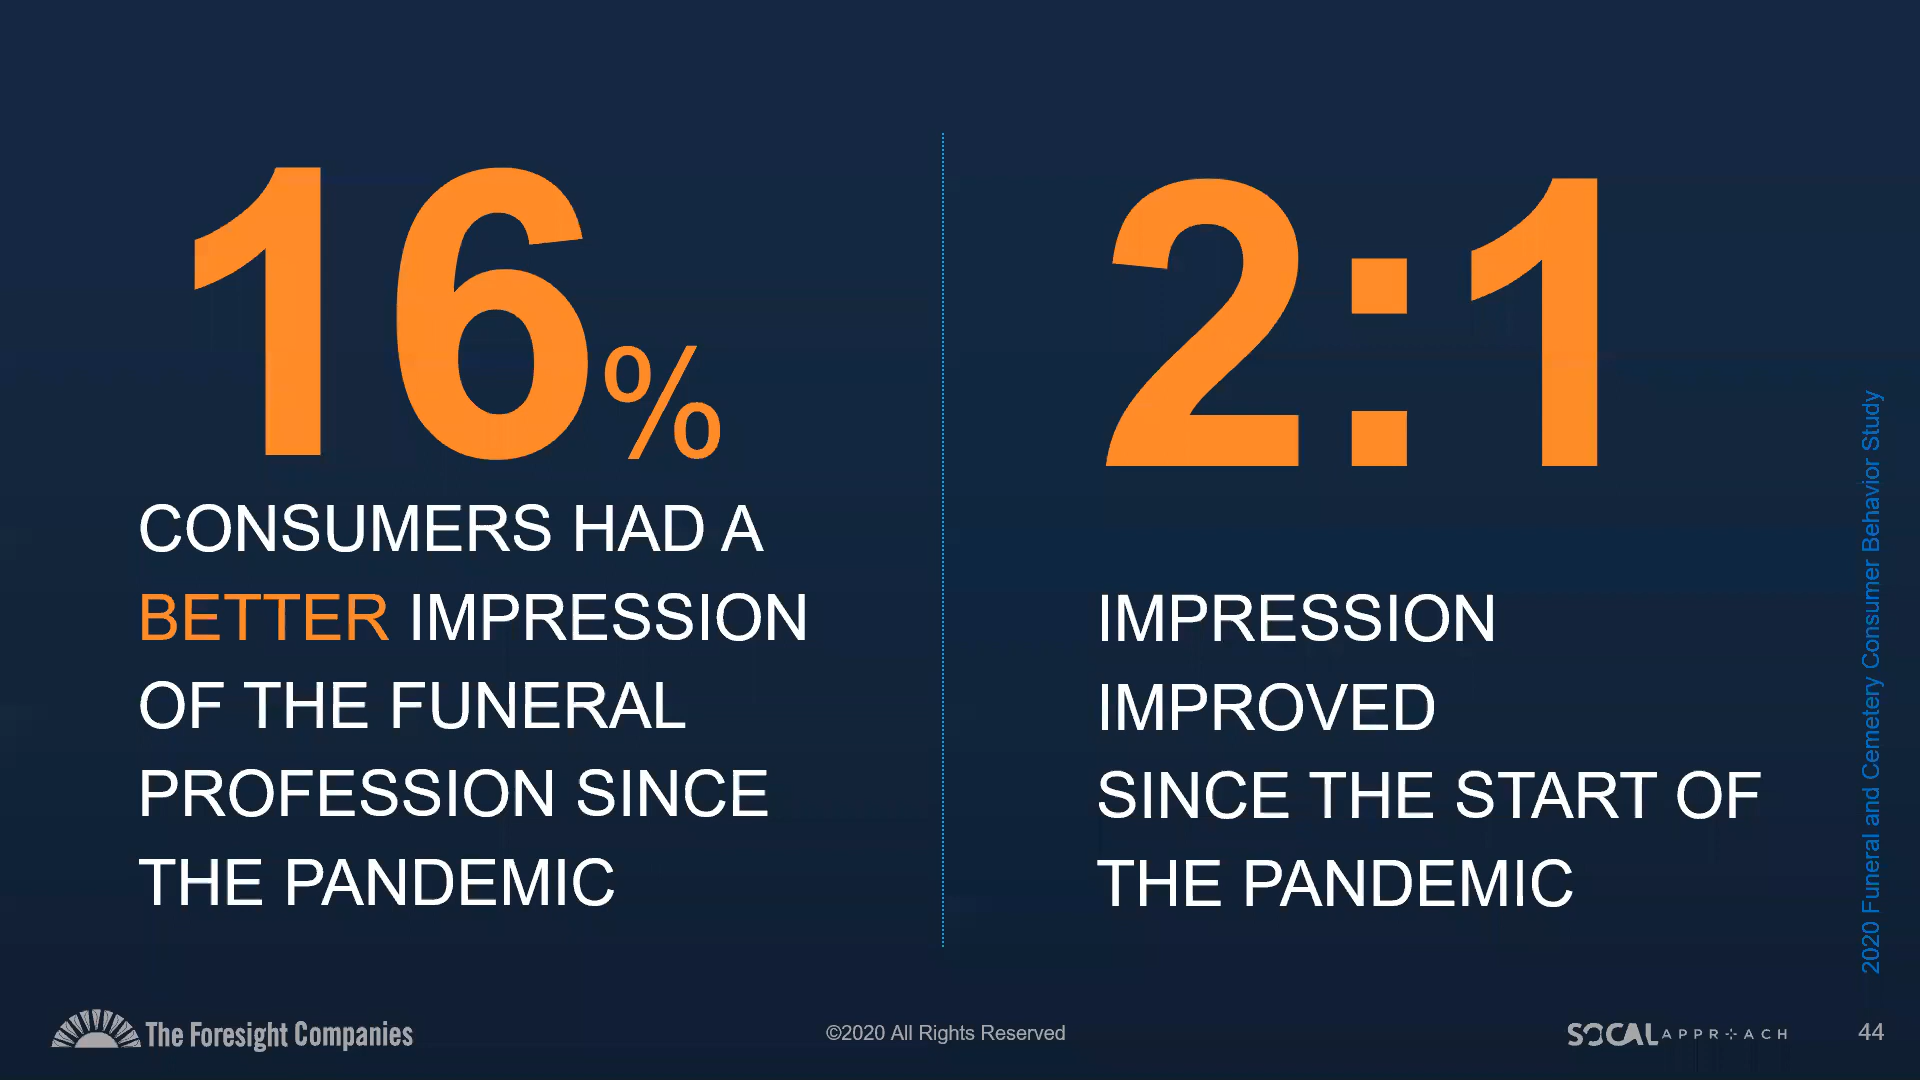 16%
CONSUMERS HAD A
BETTER IMPRESSION
OF THE FUNERAL
PROFESSION SINCE
THE PANDEMIC
2:1
IMPRESSION
IMPROVED
SINCE THE START OF
THE PANDEMIC
2020 Funeral and Cemetery Consumer Behavior Study
The Foresight Companies
©2020 All Rights Reserved
SOCAL APPROACH
44